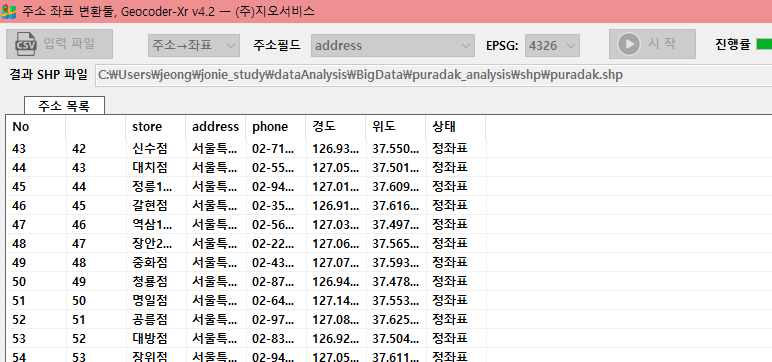 주소 좌표 변환툴, Geocoder-Xr v4.2 — (주)지오서비스
CSV 입력 파일 주소→좌표 주소필드 address EPSG: 4326 시 작 진행률
결과 SHP 파일 C:₩Users₩jeong₩jonie_study₩dataAnalysis₩BigData₩puradak_analysis₩shp₩puradak.shp
주소 목록
No store address phone 경도 위도 상태
43 42 신수점 서울특... 02-71... 126.93... 37.550... 정좌표
44 43 대치점 서울특... 02-55... 127.05... 37.501... 정좌표
45 44 정릉1... 서울특... 02-94... 127.01... 37.609... 정좌표
46 45 갈현점 서울특... 02-35... 126.91... 37.616... 정좌표
47 46 역삼1... 서울특... 02-56... 127.03... 37.497... 정좌표
48 47 장안2... 서울특... 02-22... 127.06... 37.565... 정좌표
49 48 중화점 서울특... 02-43... 127.07... 37.593... 정좌표
50 49 청룡점 서울특... 02-87... 126.94... 37.478... 정좌표
51 50 명일점 서울특... 02-64... 127.14... 37.553... 정좌표
52 51 공릉점 서울특... 02-97... 127.08... 37.625... 정좌표
53 52 대방점 서울특... 02-83... 126.92... 37.504... 정좌표
54 53 장위점 서울특... 02-94... 127.05... 37.611... 정좌표